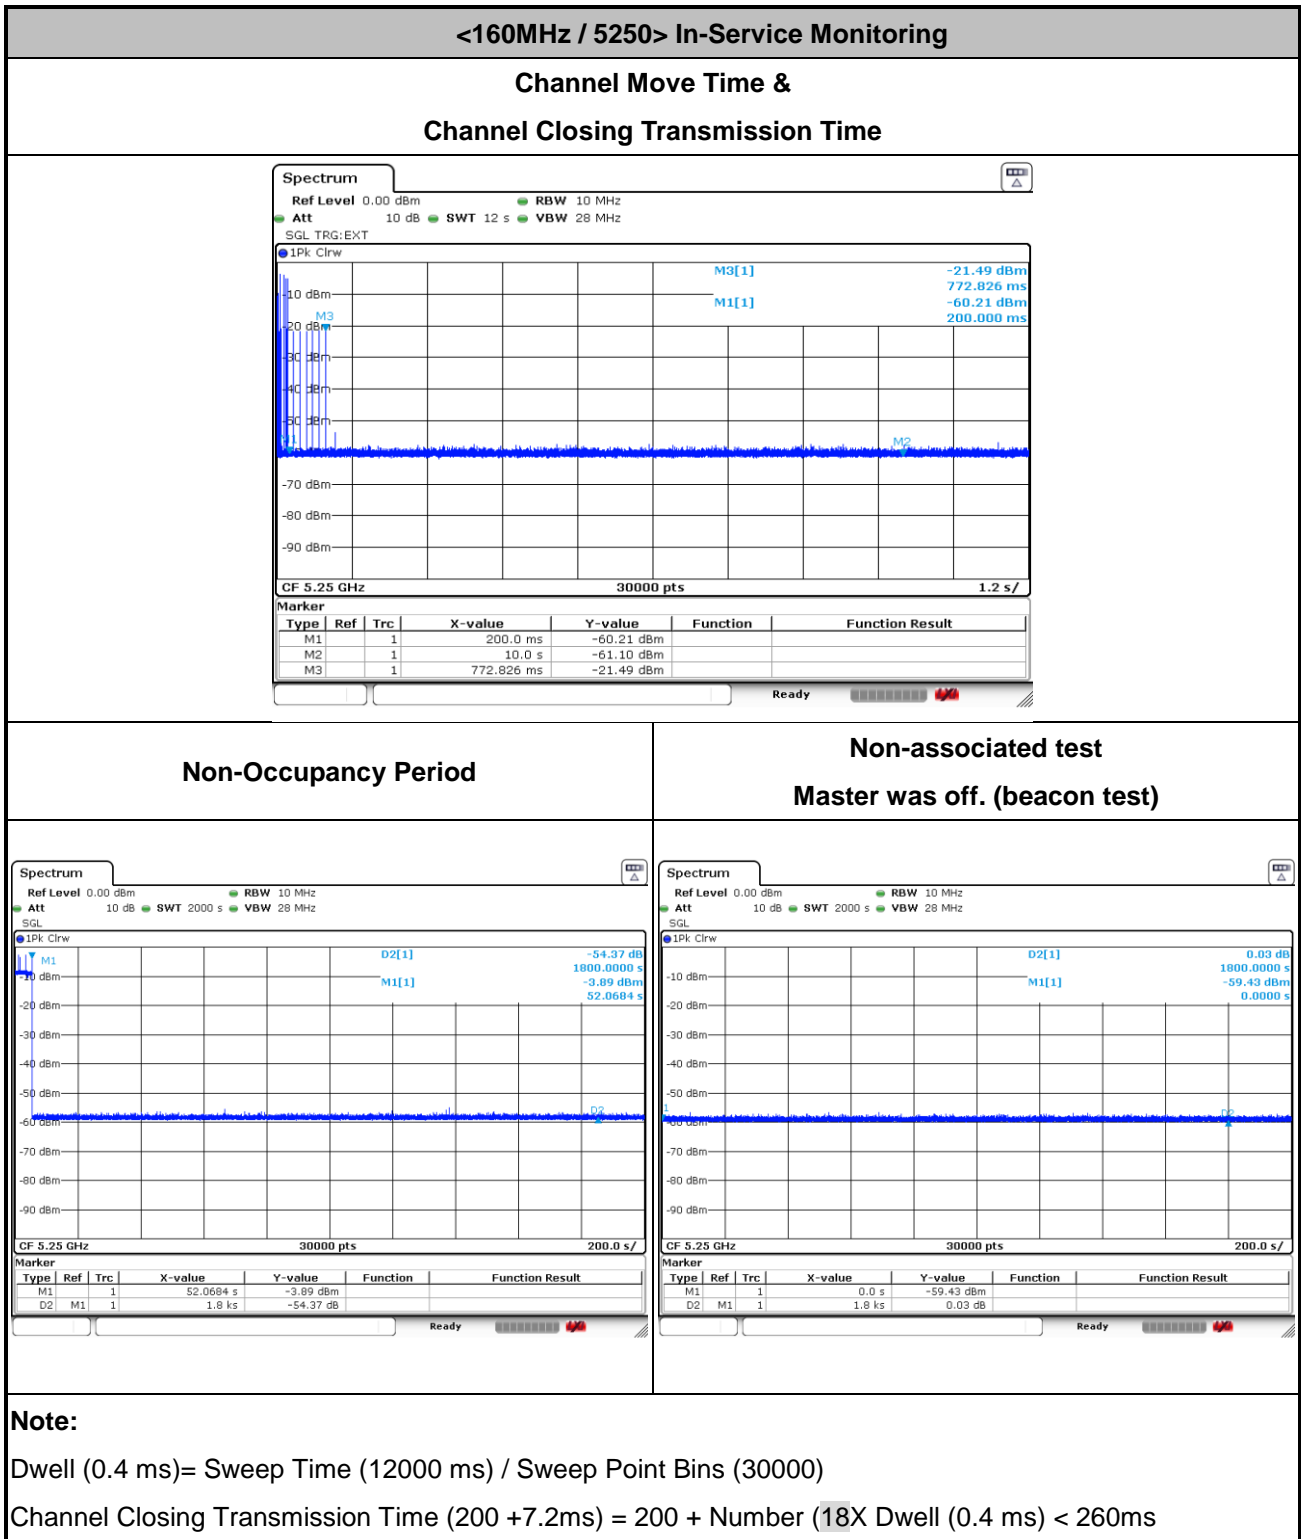 <160MHz / 5250> In-Service Monitoring
Channel Move Time &
Channel Closing Transmission Time
Spectrum
Ref Level 0.00 dBm RBW 10 MHz
Att 10 dB SWT 12 s VBW 28 MHz
SGL TRG:EXT
1Pk Clrw
M3[1] -21.49 dBm
772.826 ms
-10 dBm
M1[1] -60.21 dBm
200.000 ms
M3
-20 dBm
-30 dBm
-40 dBm
-50 dBm
M1 M2
-70 dBm
-80 dBm
-90 dBm
CF 5.25 GHz 30000 pts 1.2 s/
Marker
Type Ref Trc X-value Y-value Function Function Result
M1 1 200.0 ms -60.21 dBm
M2 1 10.0 s -61.10 dBm
M3 1 772.826 ms -21.49 dBm
Ready
Non-Occupancy Period
Non-associated test
Master was off. (beacon test)
Spectrum
Ref Level 0.00 dBm RBW 10 MHz
Att 10 dB SWT 2000 s VBW 28 MHz
SGL
1Pk Clrw
M1
D2[1] -54.37 dB
1800.0000 s
-10 dBm
M1[1] -3.89 dBm
52.0684 s
-20 dBm
-30 dBm
-40 dBm
-50 dBm
D2
-60 dBm
-70 dBm
-80 dBm
-90 dBm
CF 5.25 GHz 30000 pts 200.0 s/
Marker
Type Ref Trc X-value Y-value Function Function Result
M1 1 52.0684 s -3.89 dBm
D2 M1 1 1.8 ks -54.37 dB
Ready
Spectrum
Ref Level 0.00 dBm RBW 10 MHz
Att 10 dB SWT 2000 s VBW 28 MHz
SGL
1Pk Clrw
D2[1] 0.03 dB
1800.0000 s
-10 dBm
M1[1] -59.43 dBm
0.0000 s
-20 dBm
-30 dBm
-40 dBm
-50 dBm
1 D2
-60 dBm
-70 dBm
-80 dBm
-90 dBm
CF 5.25 GHz 30000 pts 200.0 s/
Marker
Type Ref Trc X-value Y-value Function Function Result
M1 1 0.0 s -59.43 dBm
D2 M1 1 1.8 ks 0.03 dB
Ready
Note:
Dwell (0.4 ms)= Sweep Time (12000 ms) / Sweep Point Bins (30000)
Channel Closing Transmission Time (200 +7.2ms) = 200 + Number (18X Dwell (0.4 ms) < 260ms